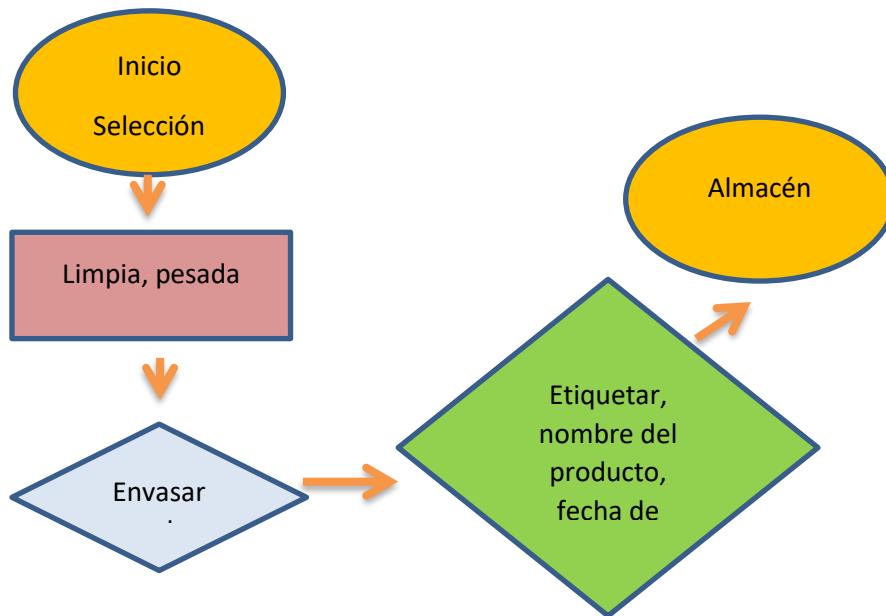 Inicio
Selección
Limpia, pesada
Envasar
Etiquetar,
nombre del
producto,
fecha de
Almacén